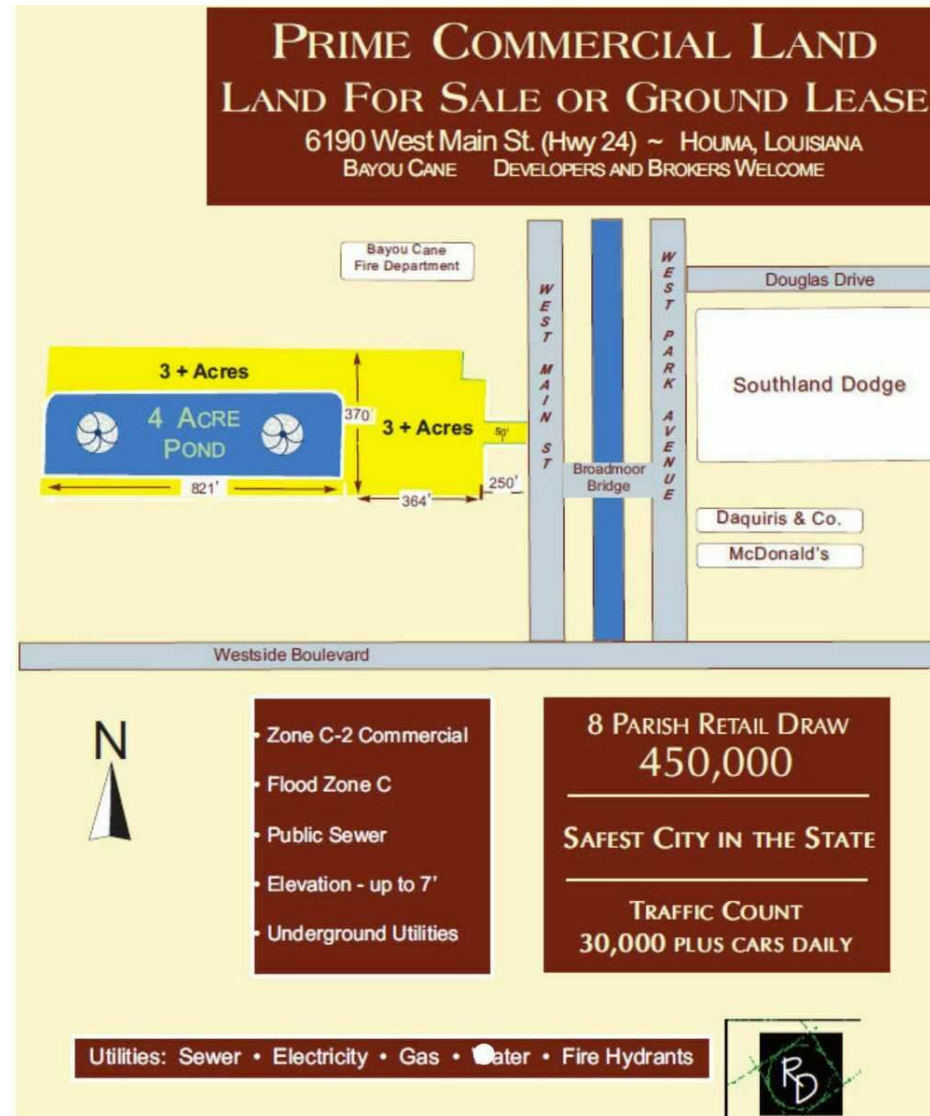 PRIME COMMERCIAL LAND
LAND FOR SALE OR GROUND LEASE
6190 West Main St. (Hwy 24) ~ HOUMA, LOUISIANA
BAYOU CANE DEVELOPERS AND BROKERS WELCOME
Bayou Cane
Fire Department
WEST MAIN ST
WEST PARK AVENUE
Douglas Drive
Southland Dodge
3 + Acres
4 ACRE
POND
370'
3 + Acres
50'
821'
364'
250'
Broadmoor
Bridge
Daquiris & Co.
McDonald's
Westside Boulevard
N
• Zone C-2 Commercial
• Flood Zone C
• Public Sewer
• Elevation - up to 7'
• Underground Utilities
8 PARISH RETAIL DRAW
450,000
SAFEST CITY IN THE STATE
TRAFFIC COUNT
30,000 PLUS CARS DAILY
Utilities: Sewer • Electricity • Gas • Water • Fire Hydrants
RD